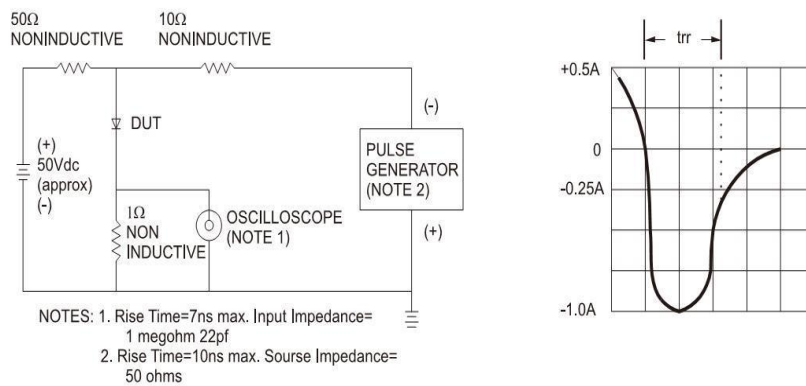 50Ω
NONINDUCTIVE
10Ω
NONINDUCTIVE
DUT
(+)
50Vdc
(approx)
(-)
1Ω
NON
INDUCTIVE
OSCILLOSCOPE
(NOTE 1)
(-)
PULSE
GENERATOR
(NOTE 2)
(+)
NOTES: 1. Rise Time=7ns max. Input Impedance=
1 megohm 22pf
2. Rise Time=10ns max. Sourse Impedance=
50 ohms
trr
+0.5A
0
-0.25A
-1.0A